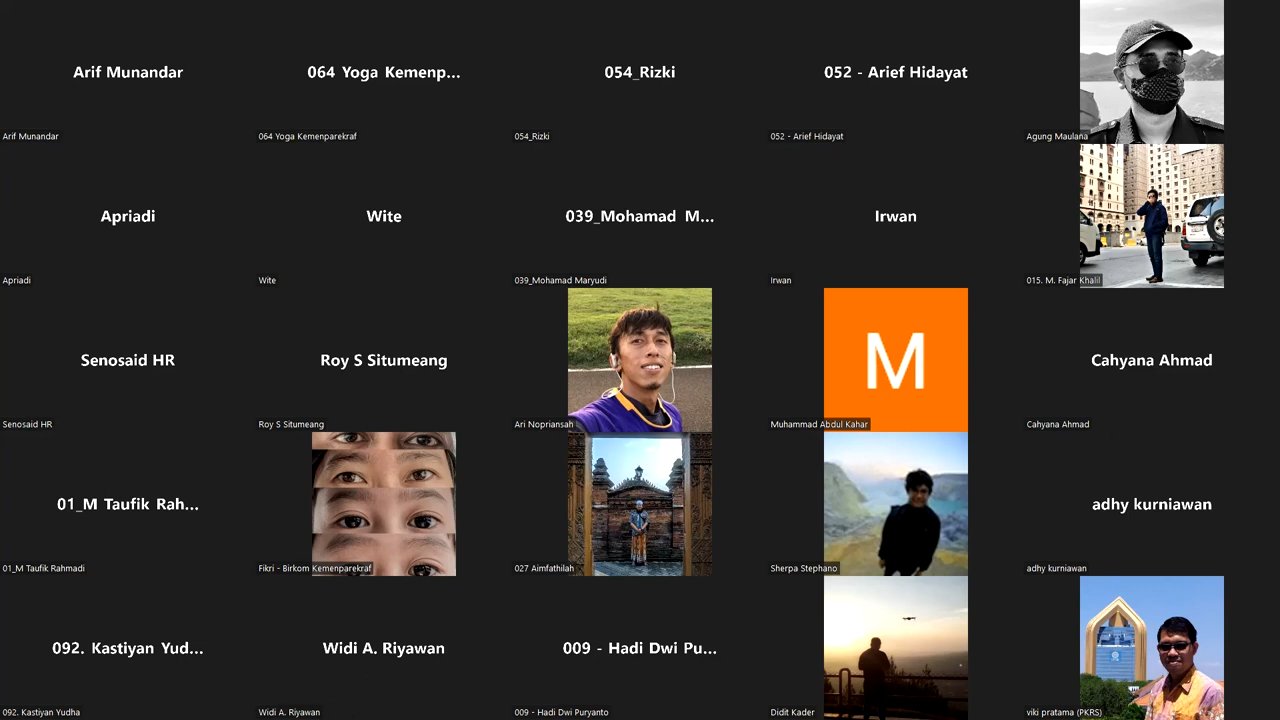 Arif Munandar
064 Yoga Kemenp...
054_Rizki
052 - Arief Hidayat
Arif Munandar
064 Yoga Kemenparekraf
054_Rizki
052 - Arief Hidayat
Agung Maulana
Apriadi
Wite
039_Mohamad M...
Irwan
Apriadi
Wite
039_Mohamad Maryudi
Irwan
015. M. Fajar Khalil
Senosaid HR
Roy S Situmeang
M
Cahyana Ahmad
Senosaid HR
Roy S Situmeang
Ari Nopriansah
Muhammad Abdul Kahar
Cahyana Ahmad
01_M Taufik Rah...
adhy kurniawan
01_M Taufik Rahmadi
Fikri - Birkom Kemenparekraf
027 Aimfathilah
Sherpa Stephano
adhy kurniawan
092. Kastiyan Yud...
Widi A. Riyawan
009 - Hadi Dwi Pu...
092. Kastiyan Yudha
Widi A. Riyawan
009 - Hadi Dwi Puryanto
Didit Kader
viki pratama (PKRS)